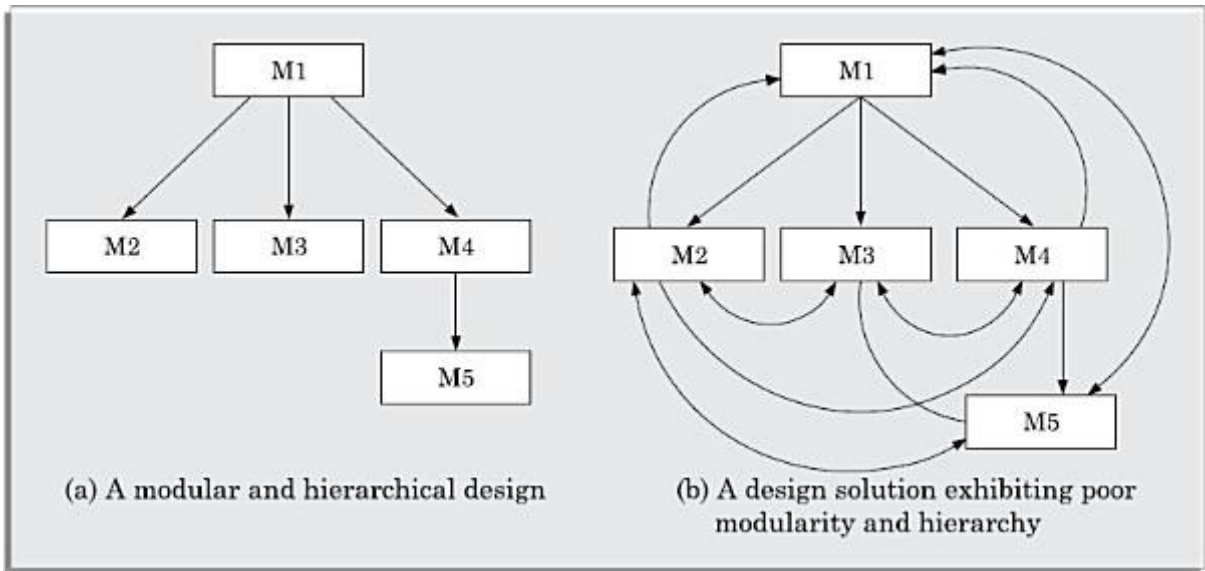 M1
M2
M3
M4
M5
(a) A modular and hierarchical design
M1
M2
M3
M4
M5
(b) A design solution exhibiting poor
modularity and hierarchy